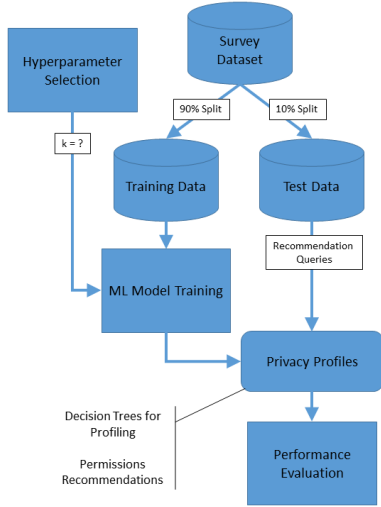 Survey
Dataset
Hyperparameter
Selection
90% Split
10% Split
k = ?
Training Data
Test Data
Recommendation
Queries
ML Model Training
Privacy Profiles
Decision Trees for
Profiling
Permissions
Recommendations
Performance
Evaluation